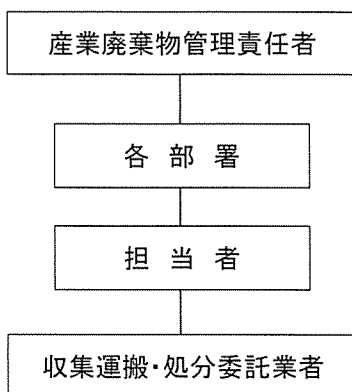 産業廃棄物管理責任者
各部署
担当者
収集運搬・処分委託業者